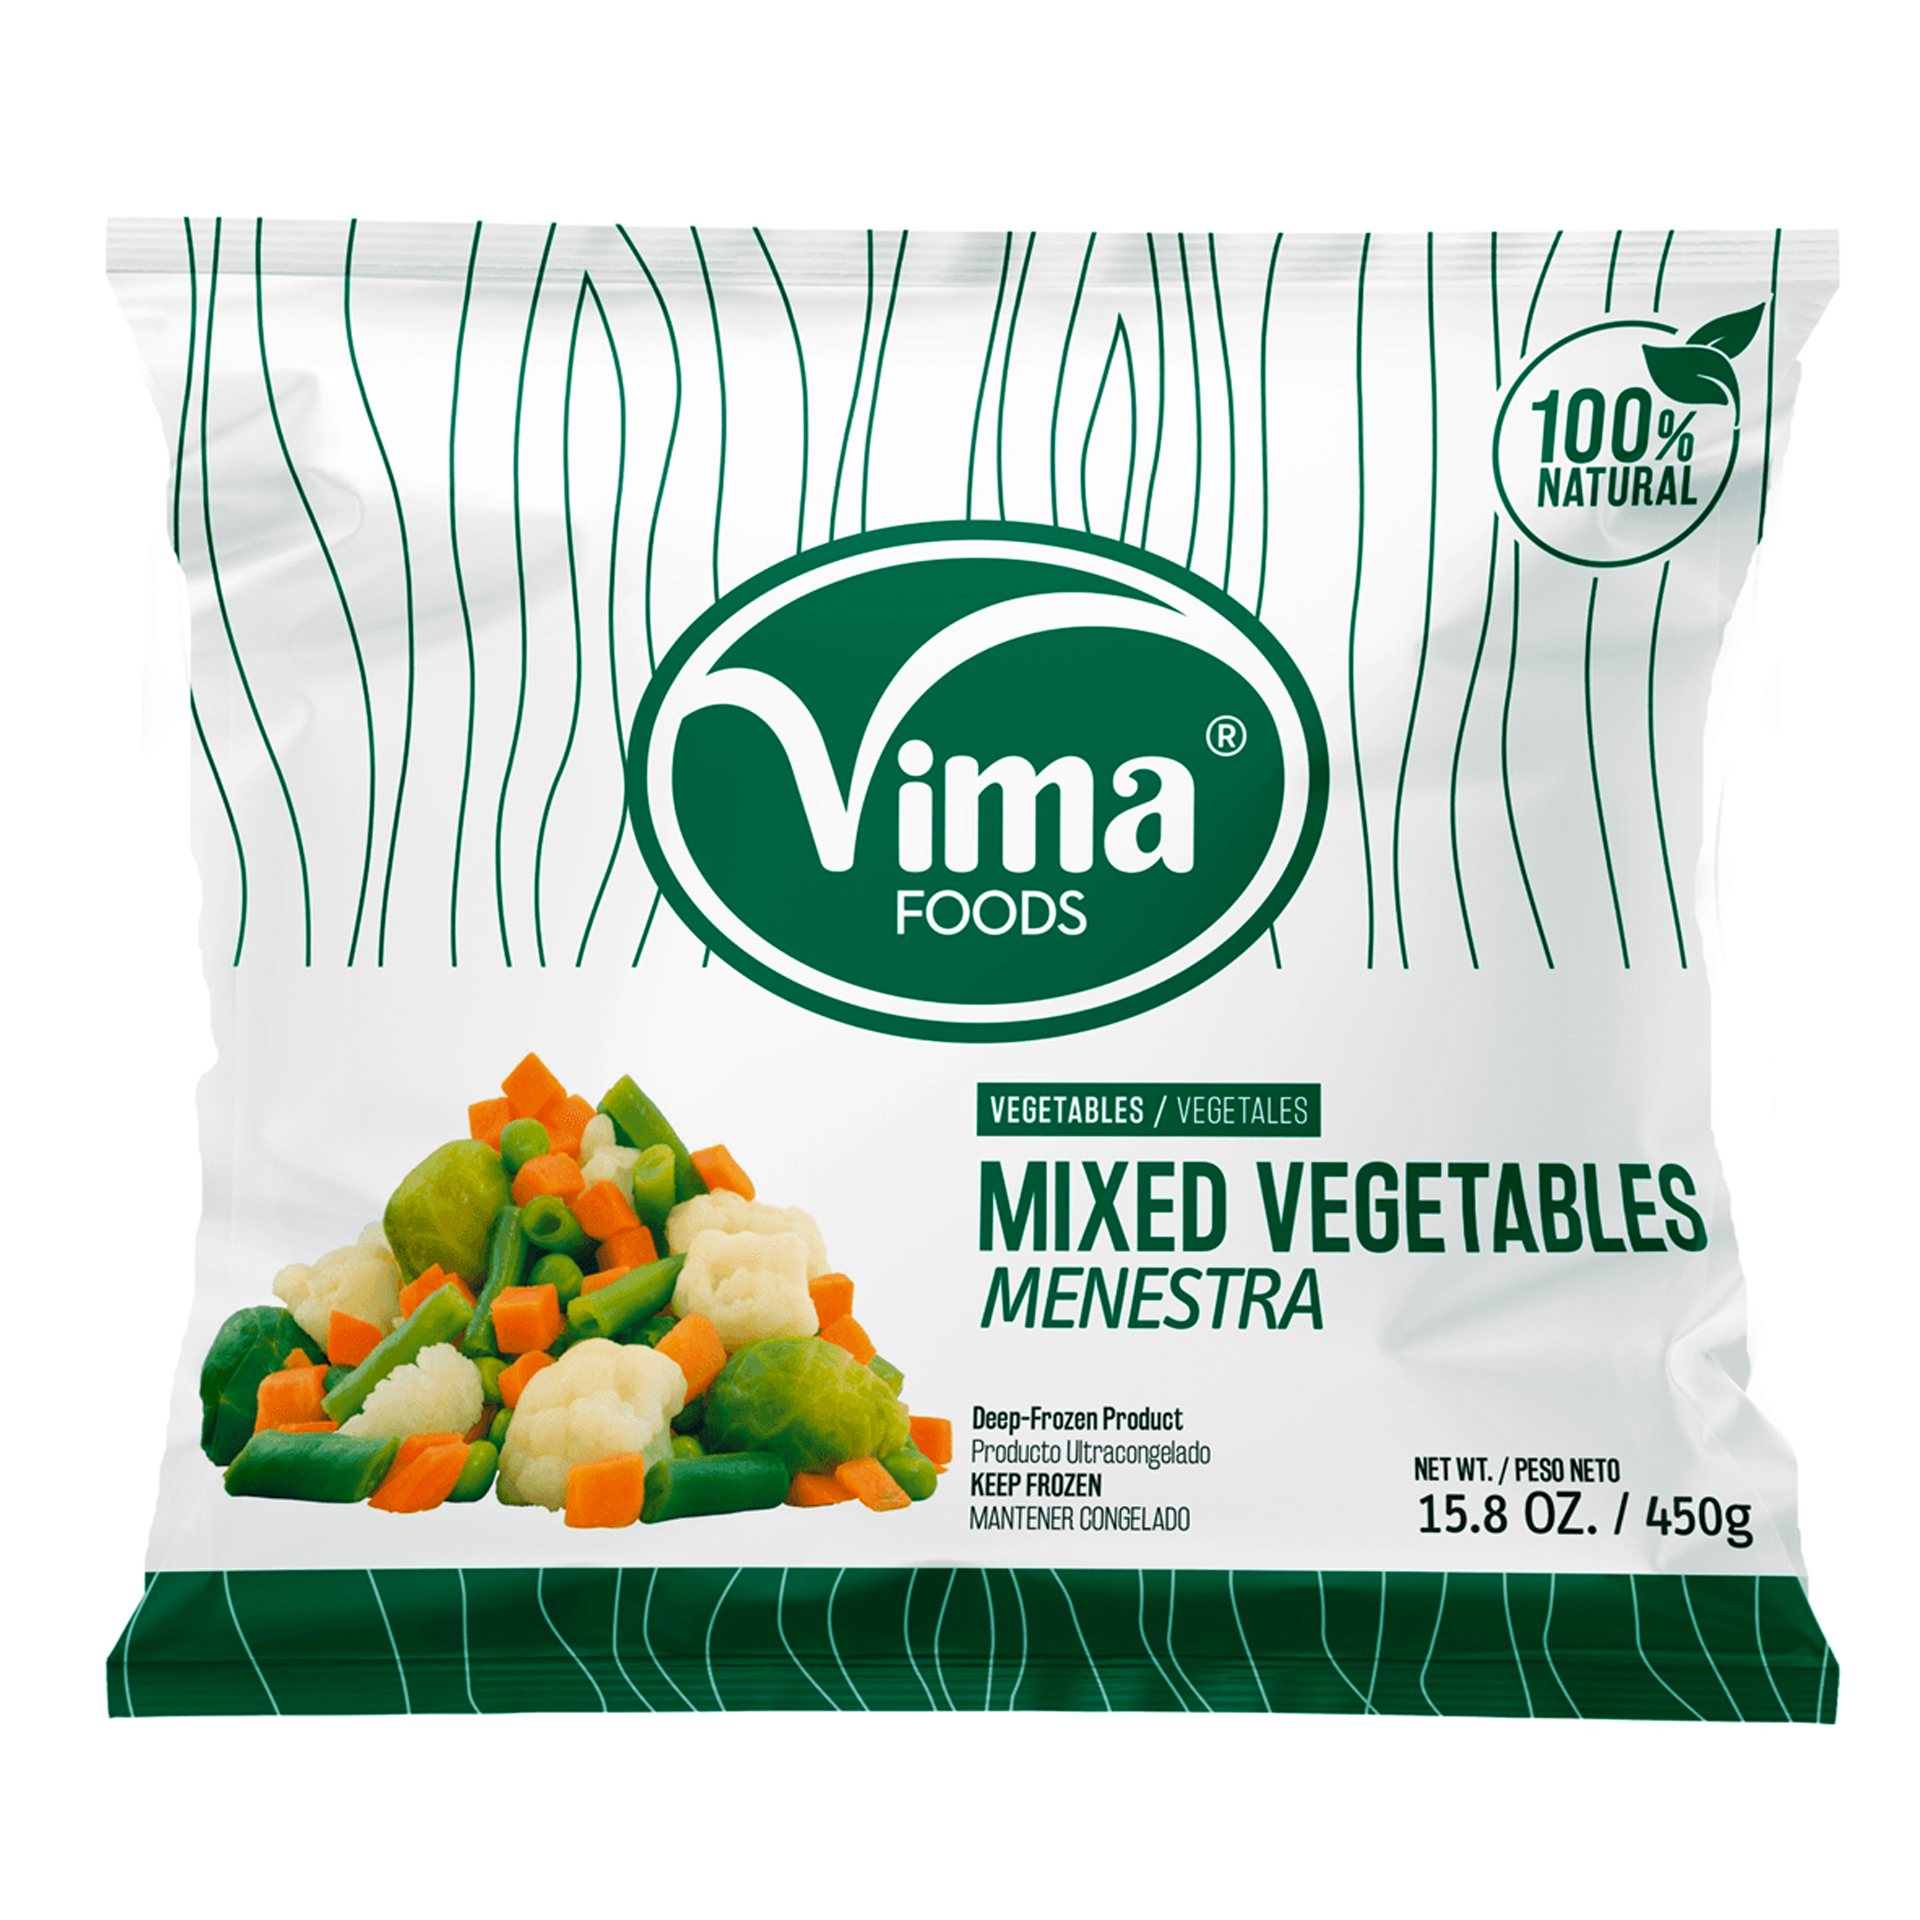 100%
NATURAL
Vima®
FOODS
VEGETABLES / VEGETALES
MIXED VEGETABLES
MENESTRA
Deep-Frozen Product
Producto Ultracongelado
KEEP FROZEN
MANTENER CONGELADO
NET WT. / PESO NETO
15.8 OZ. / 450g